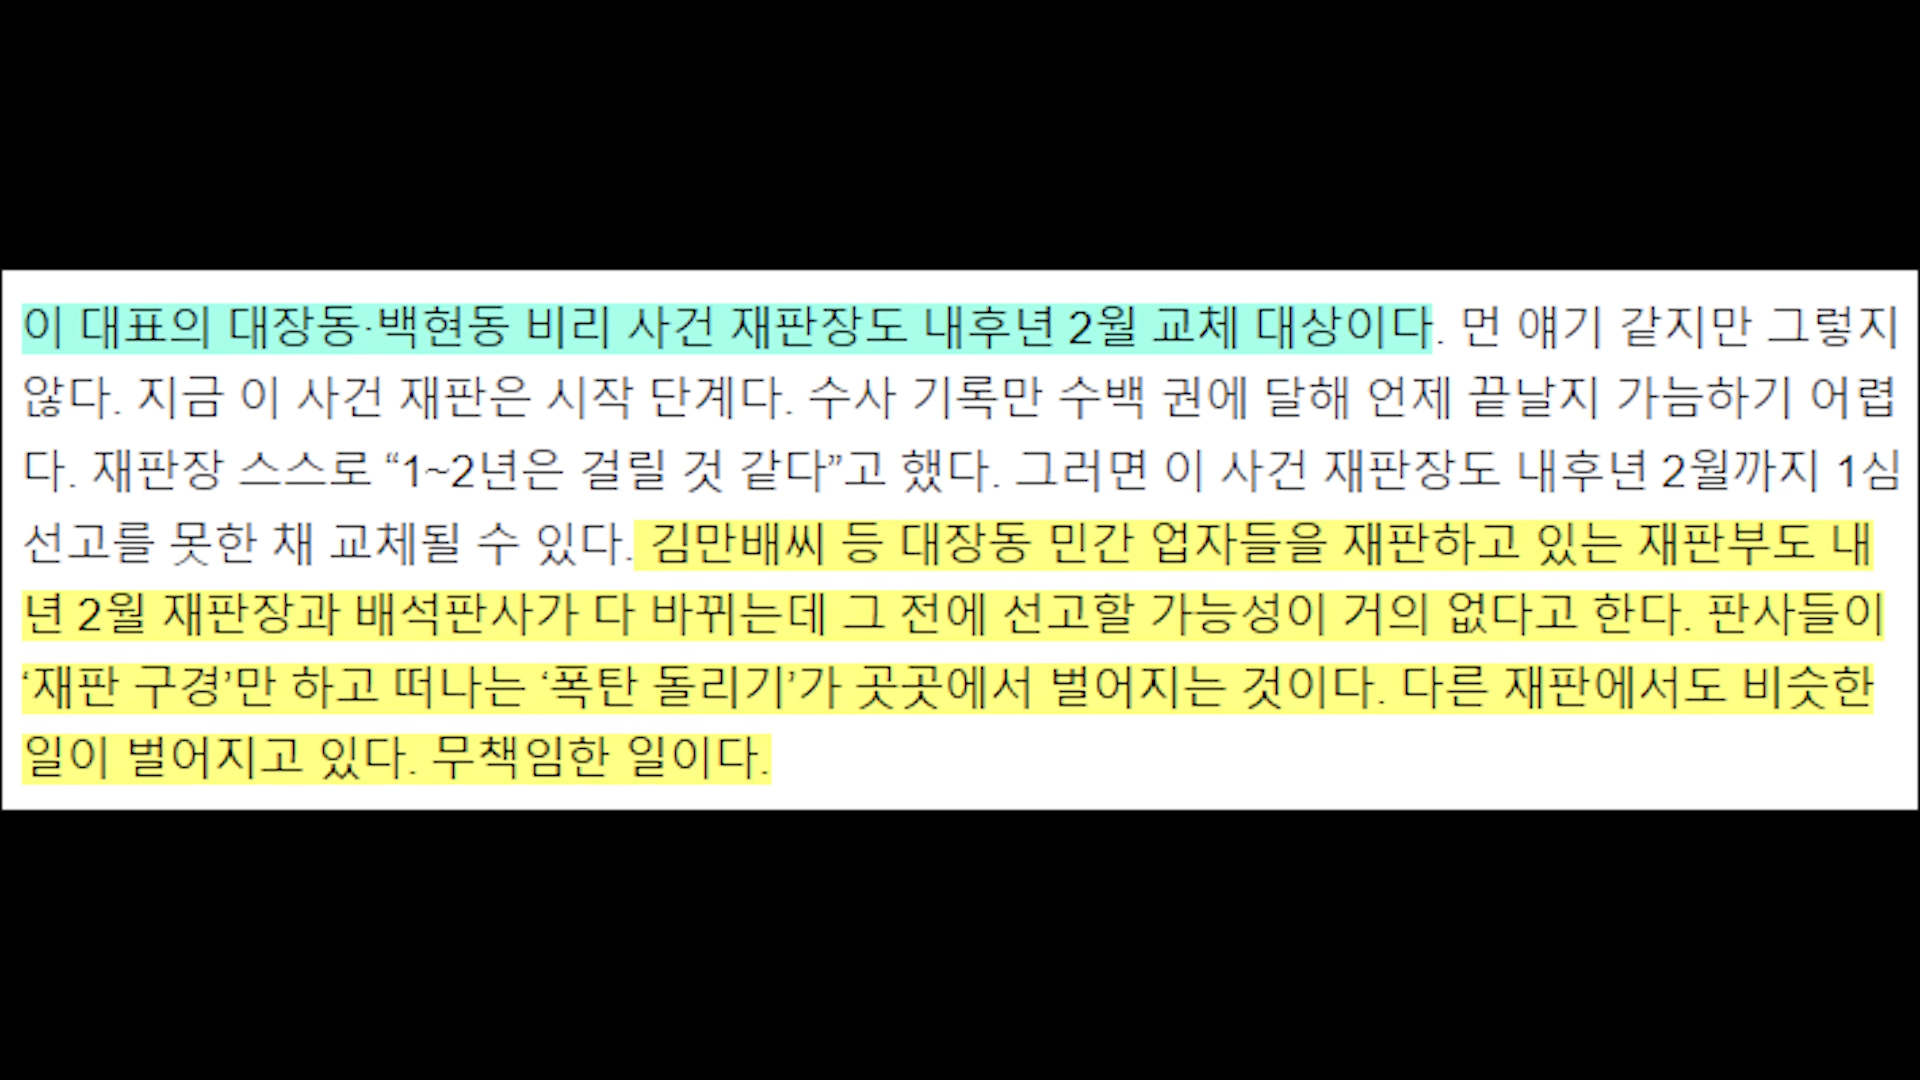 이 대표의 대장동·백현동 비리 사건 재판장도 내후년 2월 교체 대상이다. 먼 얘기 같지만 그렇지
않다. 지금 이 사건 재판은 시작 단계다. 수사 기록만 수백 권에 달해 언제 끝날지 가늠하기 어렵
다. 재판장 스스로 “1~2년은 걸릴 것 같다”고 했다. 그러면 이 사건 재판장도 내후년 2월까지 1심
선고를 못한 채 교체될 수 있다. 김만배씨 등 대장동 민간 업자들을 재판하고 있는 재판부도 내
년 2월 재판장과 배석판사가 다 바뀌는데 그 전에 선고할 가능성이 거의 없다고 한다. 판사들이
‘재판 구경’만 하고 떠나는 ‘폭탄 돌리기’가 곳곳에서 벌어지는 것이다. 다른 재판에서도 비슷한
일이 벌어지고 있다. 무책임한 일이다.